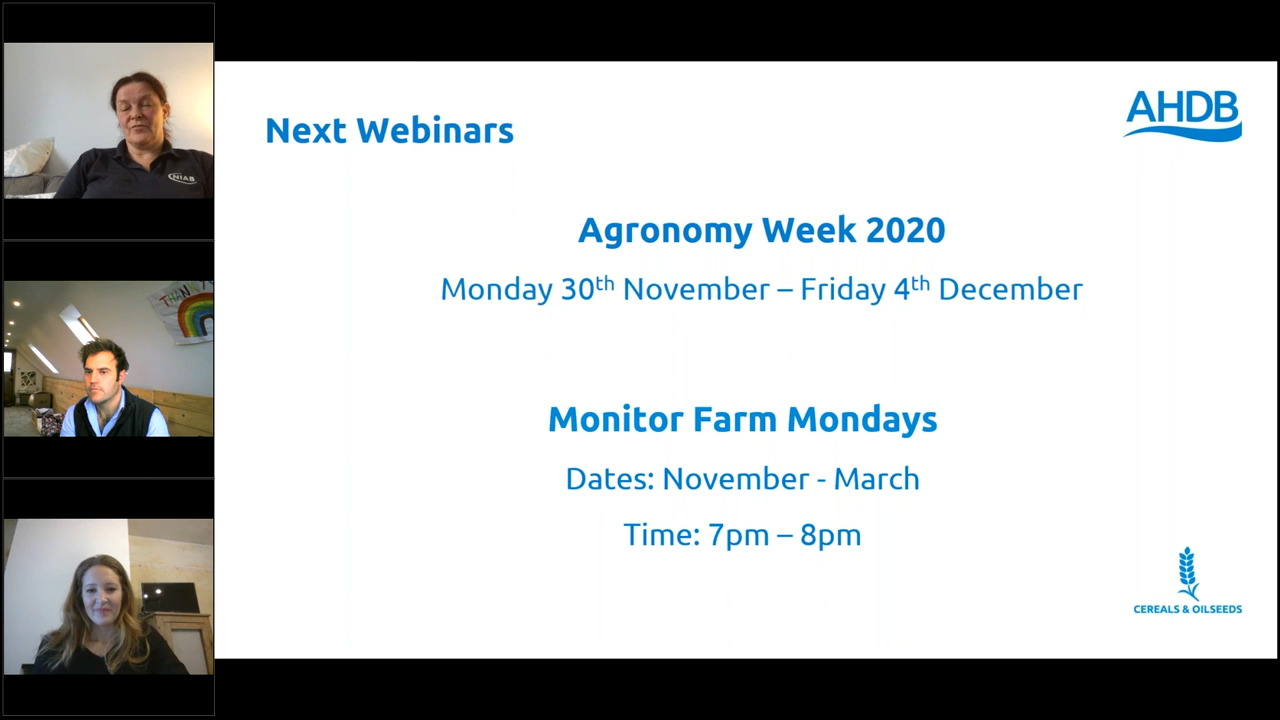 NIAB
THANK
Next Webinars
AHDB
Agronomy Week 2020
Monday 30th November – Friday 4th December
Monitor Farm Mondays
Dates: November - March
Time: 7pm – 8pm
CEREALS & OILSEEDS